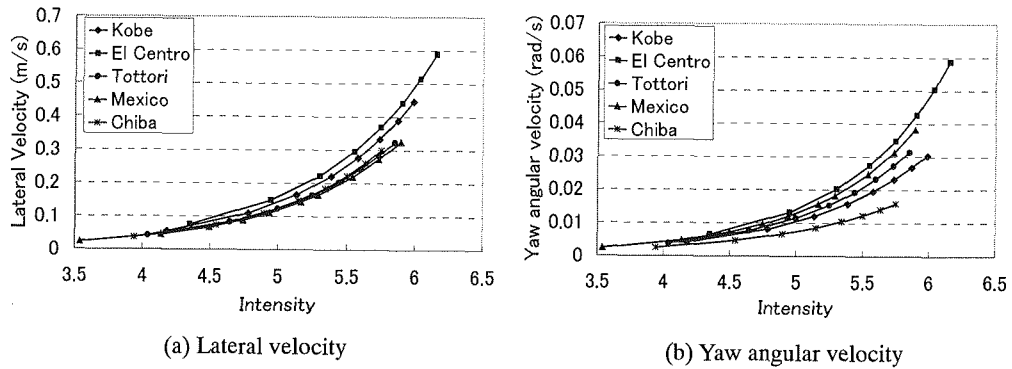 0.7
0.6
0.5
0.4
0.3
0.2
0.1
0
Lateral Velocity (m/s)
Kobe
El Centro
Tottori
Mexico
Chiba
3.5 4 4.5 5 5.5 6 6.5
Intensity
(a) Lateral velocity
0.07
0.06
0.05
0.04
0.03
0.02
0.01
0
Yaw angular velocity (rad/s)
Kobe
El Centro
Tottori
Mexico
Chiba
3.5 4 4.5 5 5.5 6 6.5
Intensity
(b) Yaw angular velocity